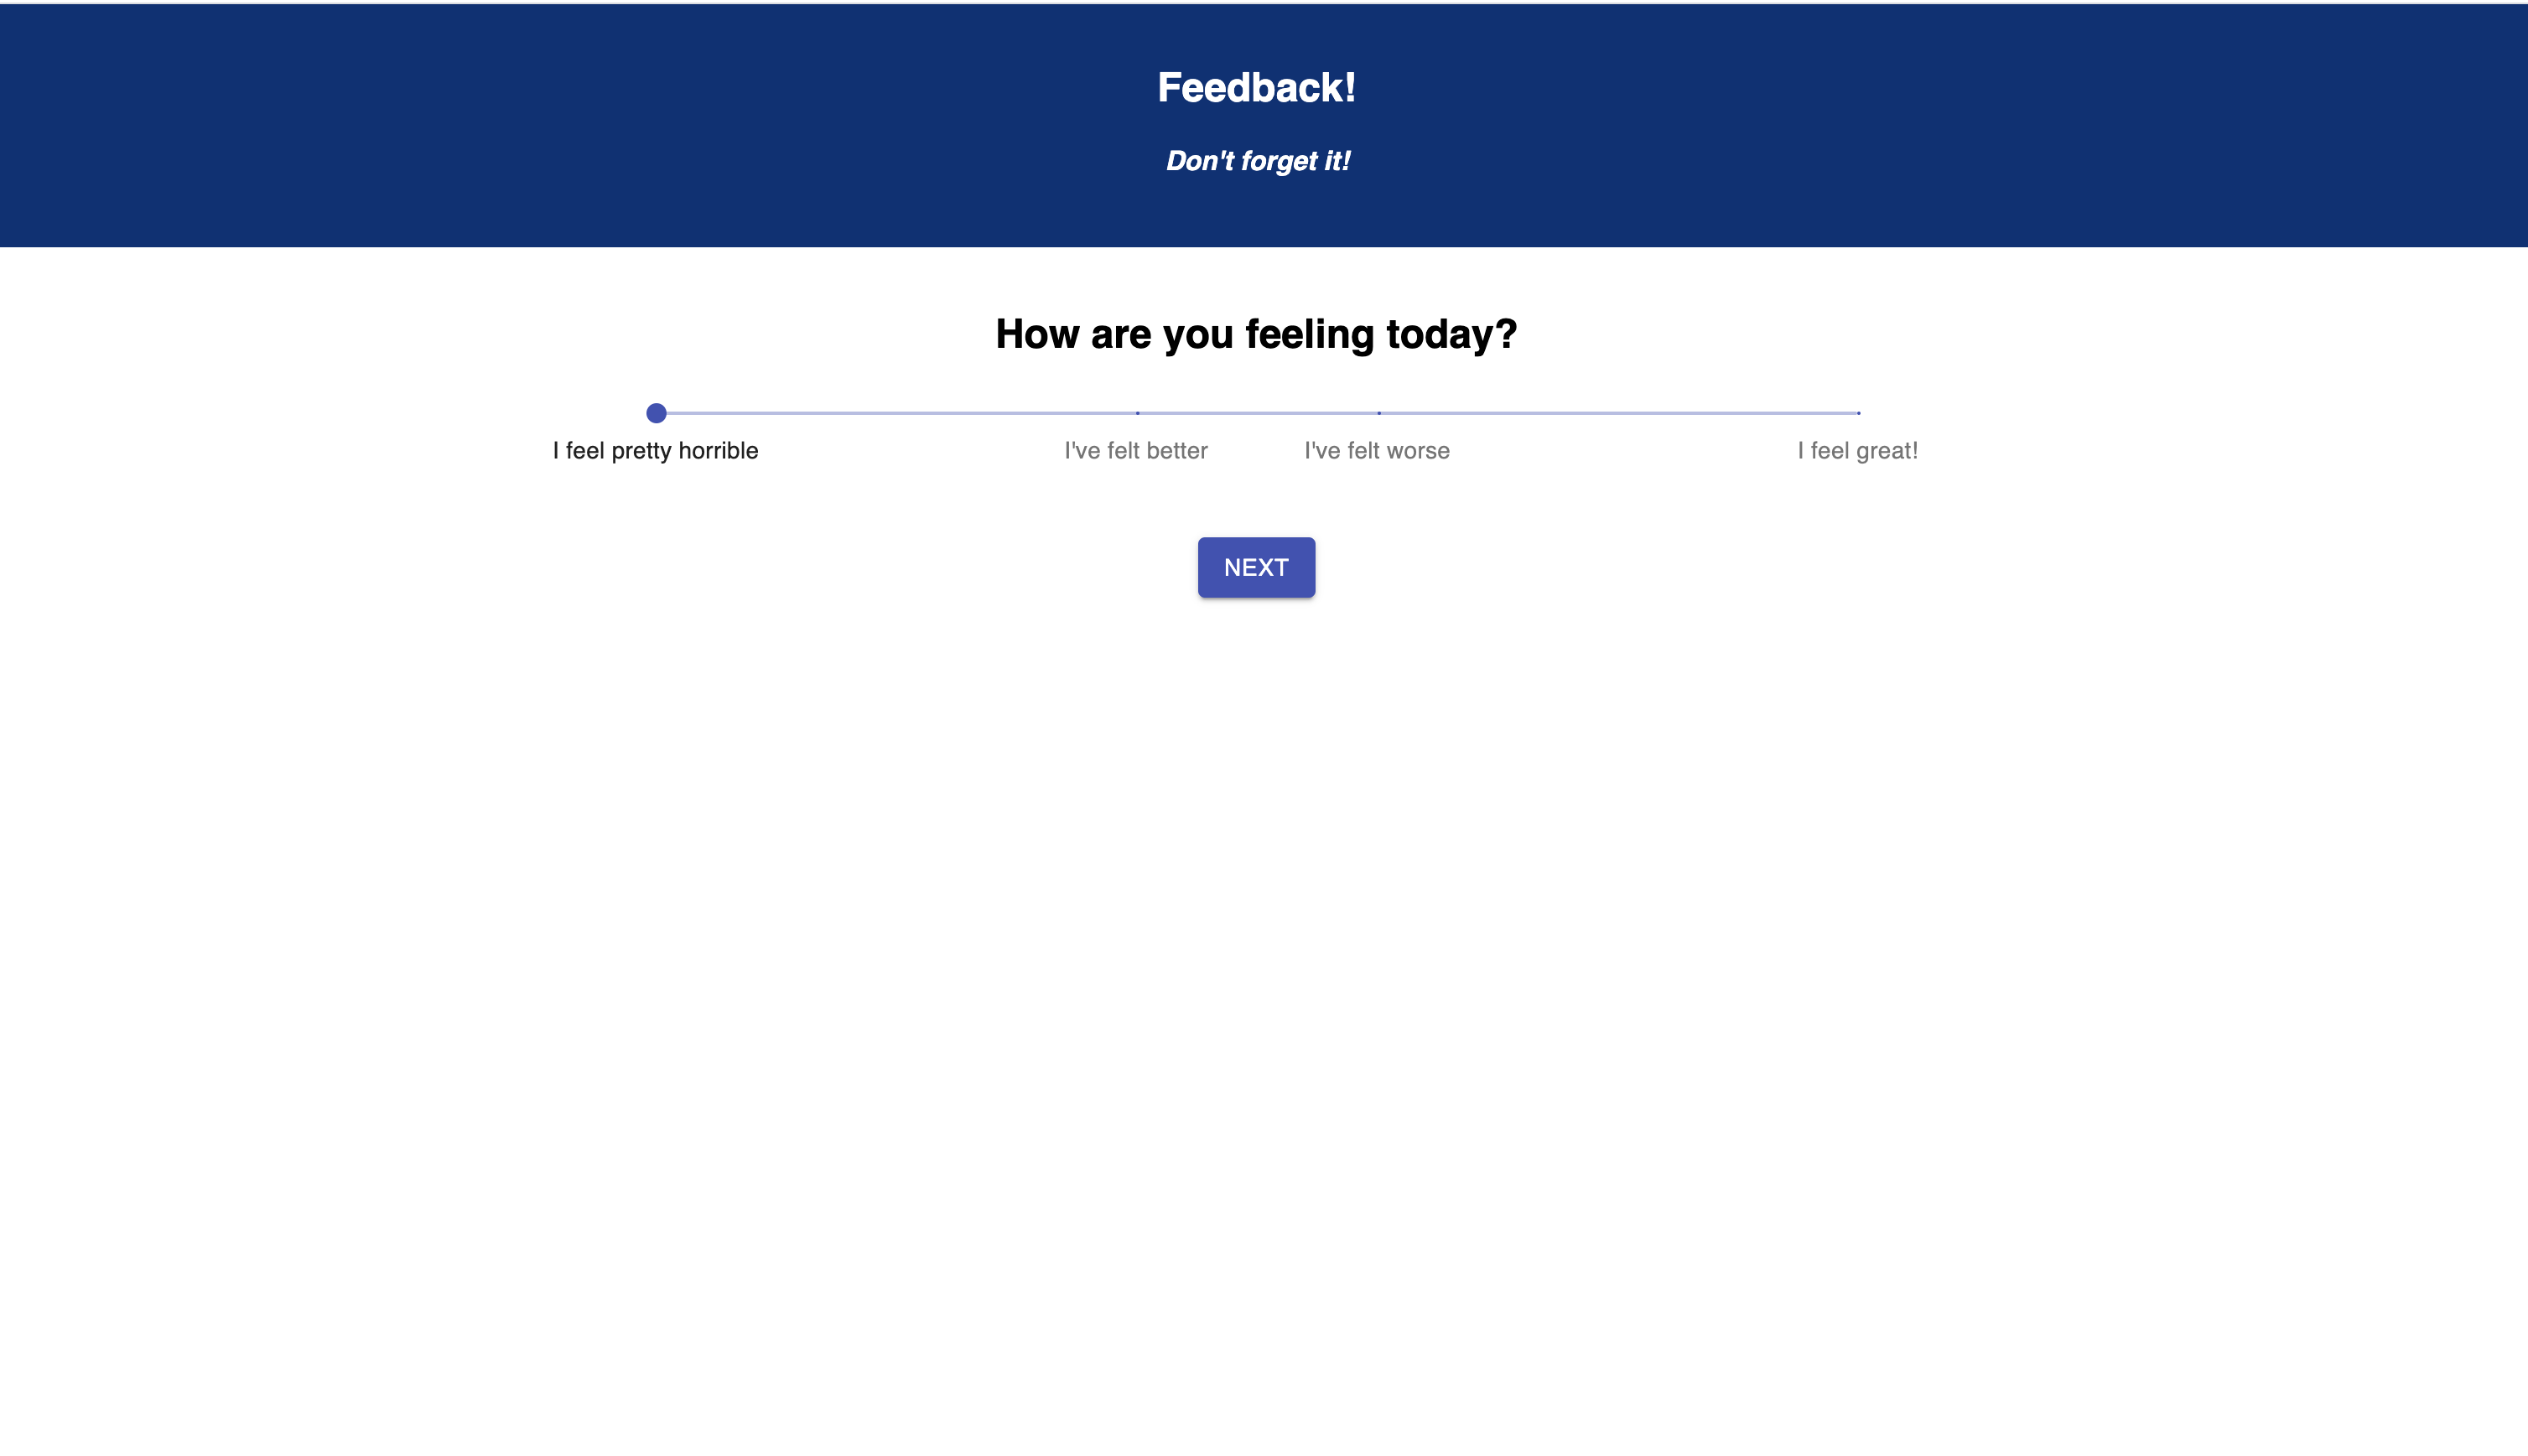 Feedback!
Don't forget it!
How are you feeling today?
I feel pretty horrible I've felt better I've felt worse I feel great!
NEXT